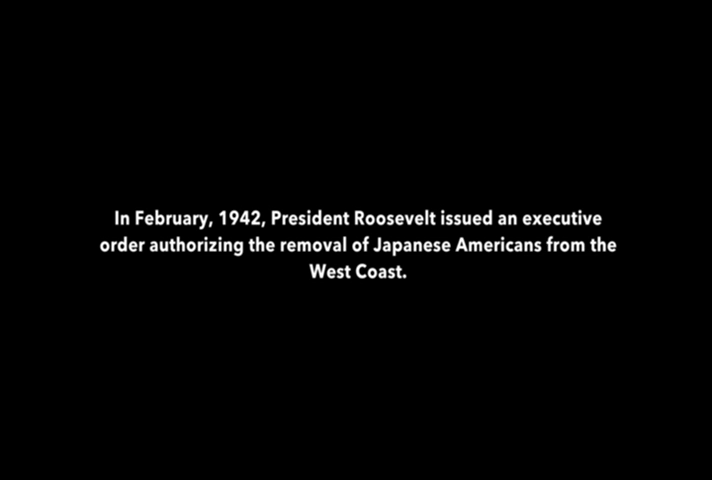 In February, 1942, President Roosevelt issued an executive
order authorizing the removal of Japanese Americans from the
West Coast.